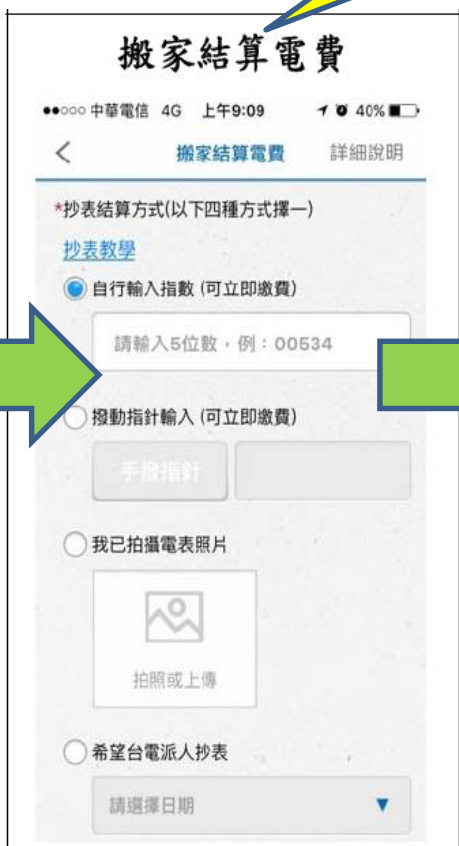 搬家結算電費
中華電信 4G 上午9:09 40%
搬家結算電費 詳細說明
*抄表結算方式(以下四種方式擇一)
抄表教學
自行輸入指數 (可立即繳費)
請輸入5位數，例：00534
撥動指針輸入 (可立即繳費)
手撥指針
我已拍攝電表照片
拍照或上傳
希望台電派人抄表
請選擇日期